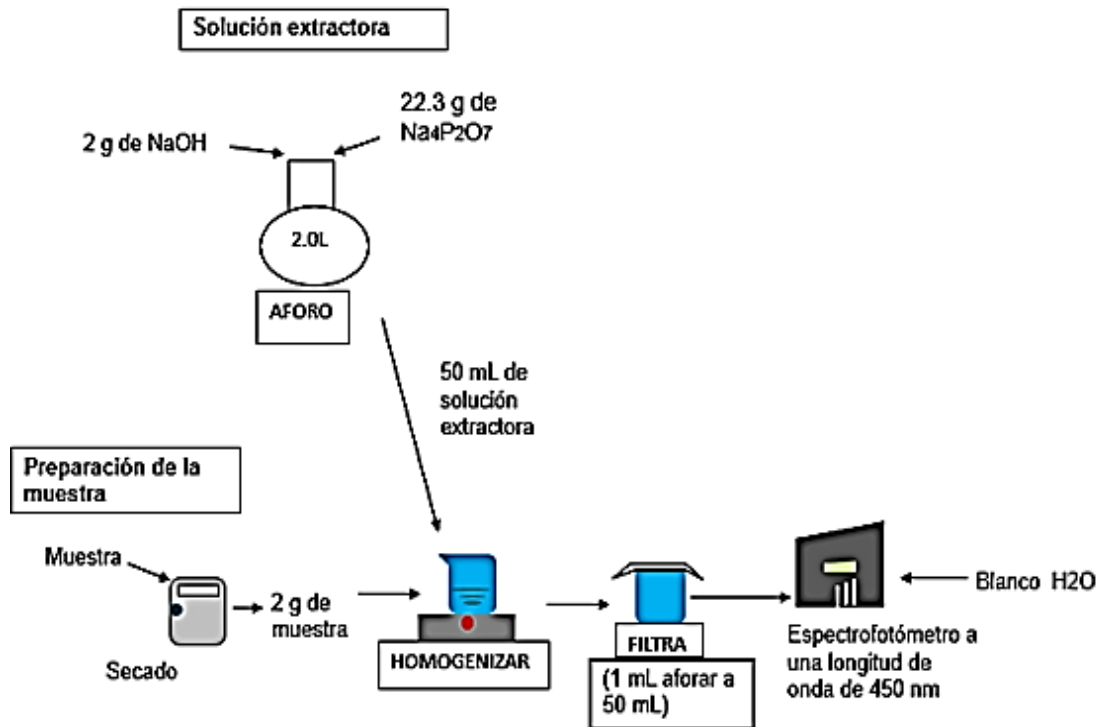 Solución extractora
22.3 g de
Na4P2O7
2 g de NaOH
2.0L
AFORO
50 mL de
solución
extractora
Preparación de la
muestra
Muestra
2 g de
muestra
Secado
HOMOGENIZAR
FILTRA
(1 mL aforar a
50 mL)
Blanco H2O
Espectrofotómetro a
una longitud de
onda de 450 nm